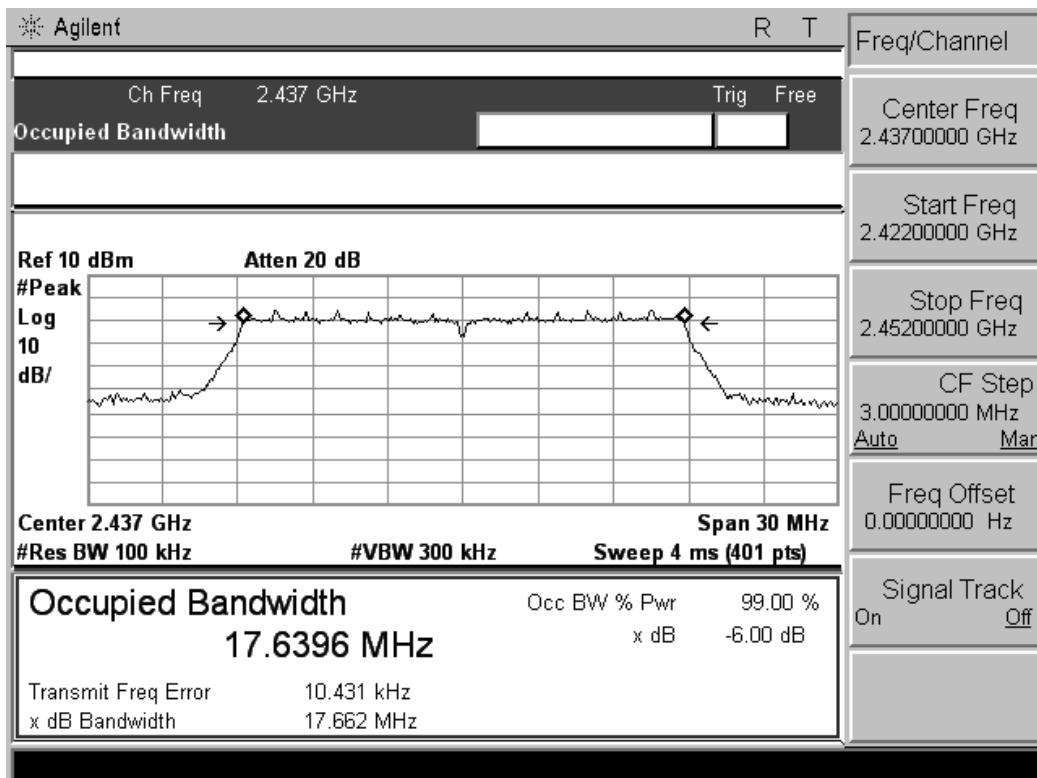 Agilent R T
Freq/Channel
Ch Freq 2.437 GHz Trig Free
Occupied Bandwidth
Center Freq
2.43700000 GHz
Start Freq
2.42200000 GHz
Stop Freq
2.45200000 GHz
CF Step
3.00000000 MHz
Auto Man
Freq Offset
0.00000000 Hz
Signal Track
On Off
Ref 10 dBm Atten 20 dB
#Peak
Log
10
dB/
Center 2.437 GHz Span 30 MHz
#Res BW 100 kHz #VBW 300 kHz Sweep 4 ms (401 pts)
Occupied Bandwidth Occ BW % Pwr 99.00 %
17.6396 MHz x dB -6.00 dB
Transmit Freq Error 10.431 kHz
x dB Bandwidth 17.662 MHz